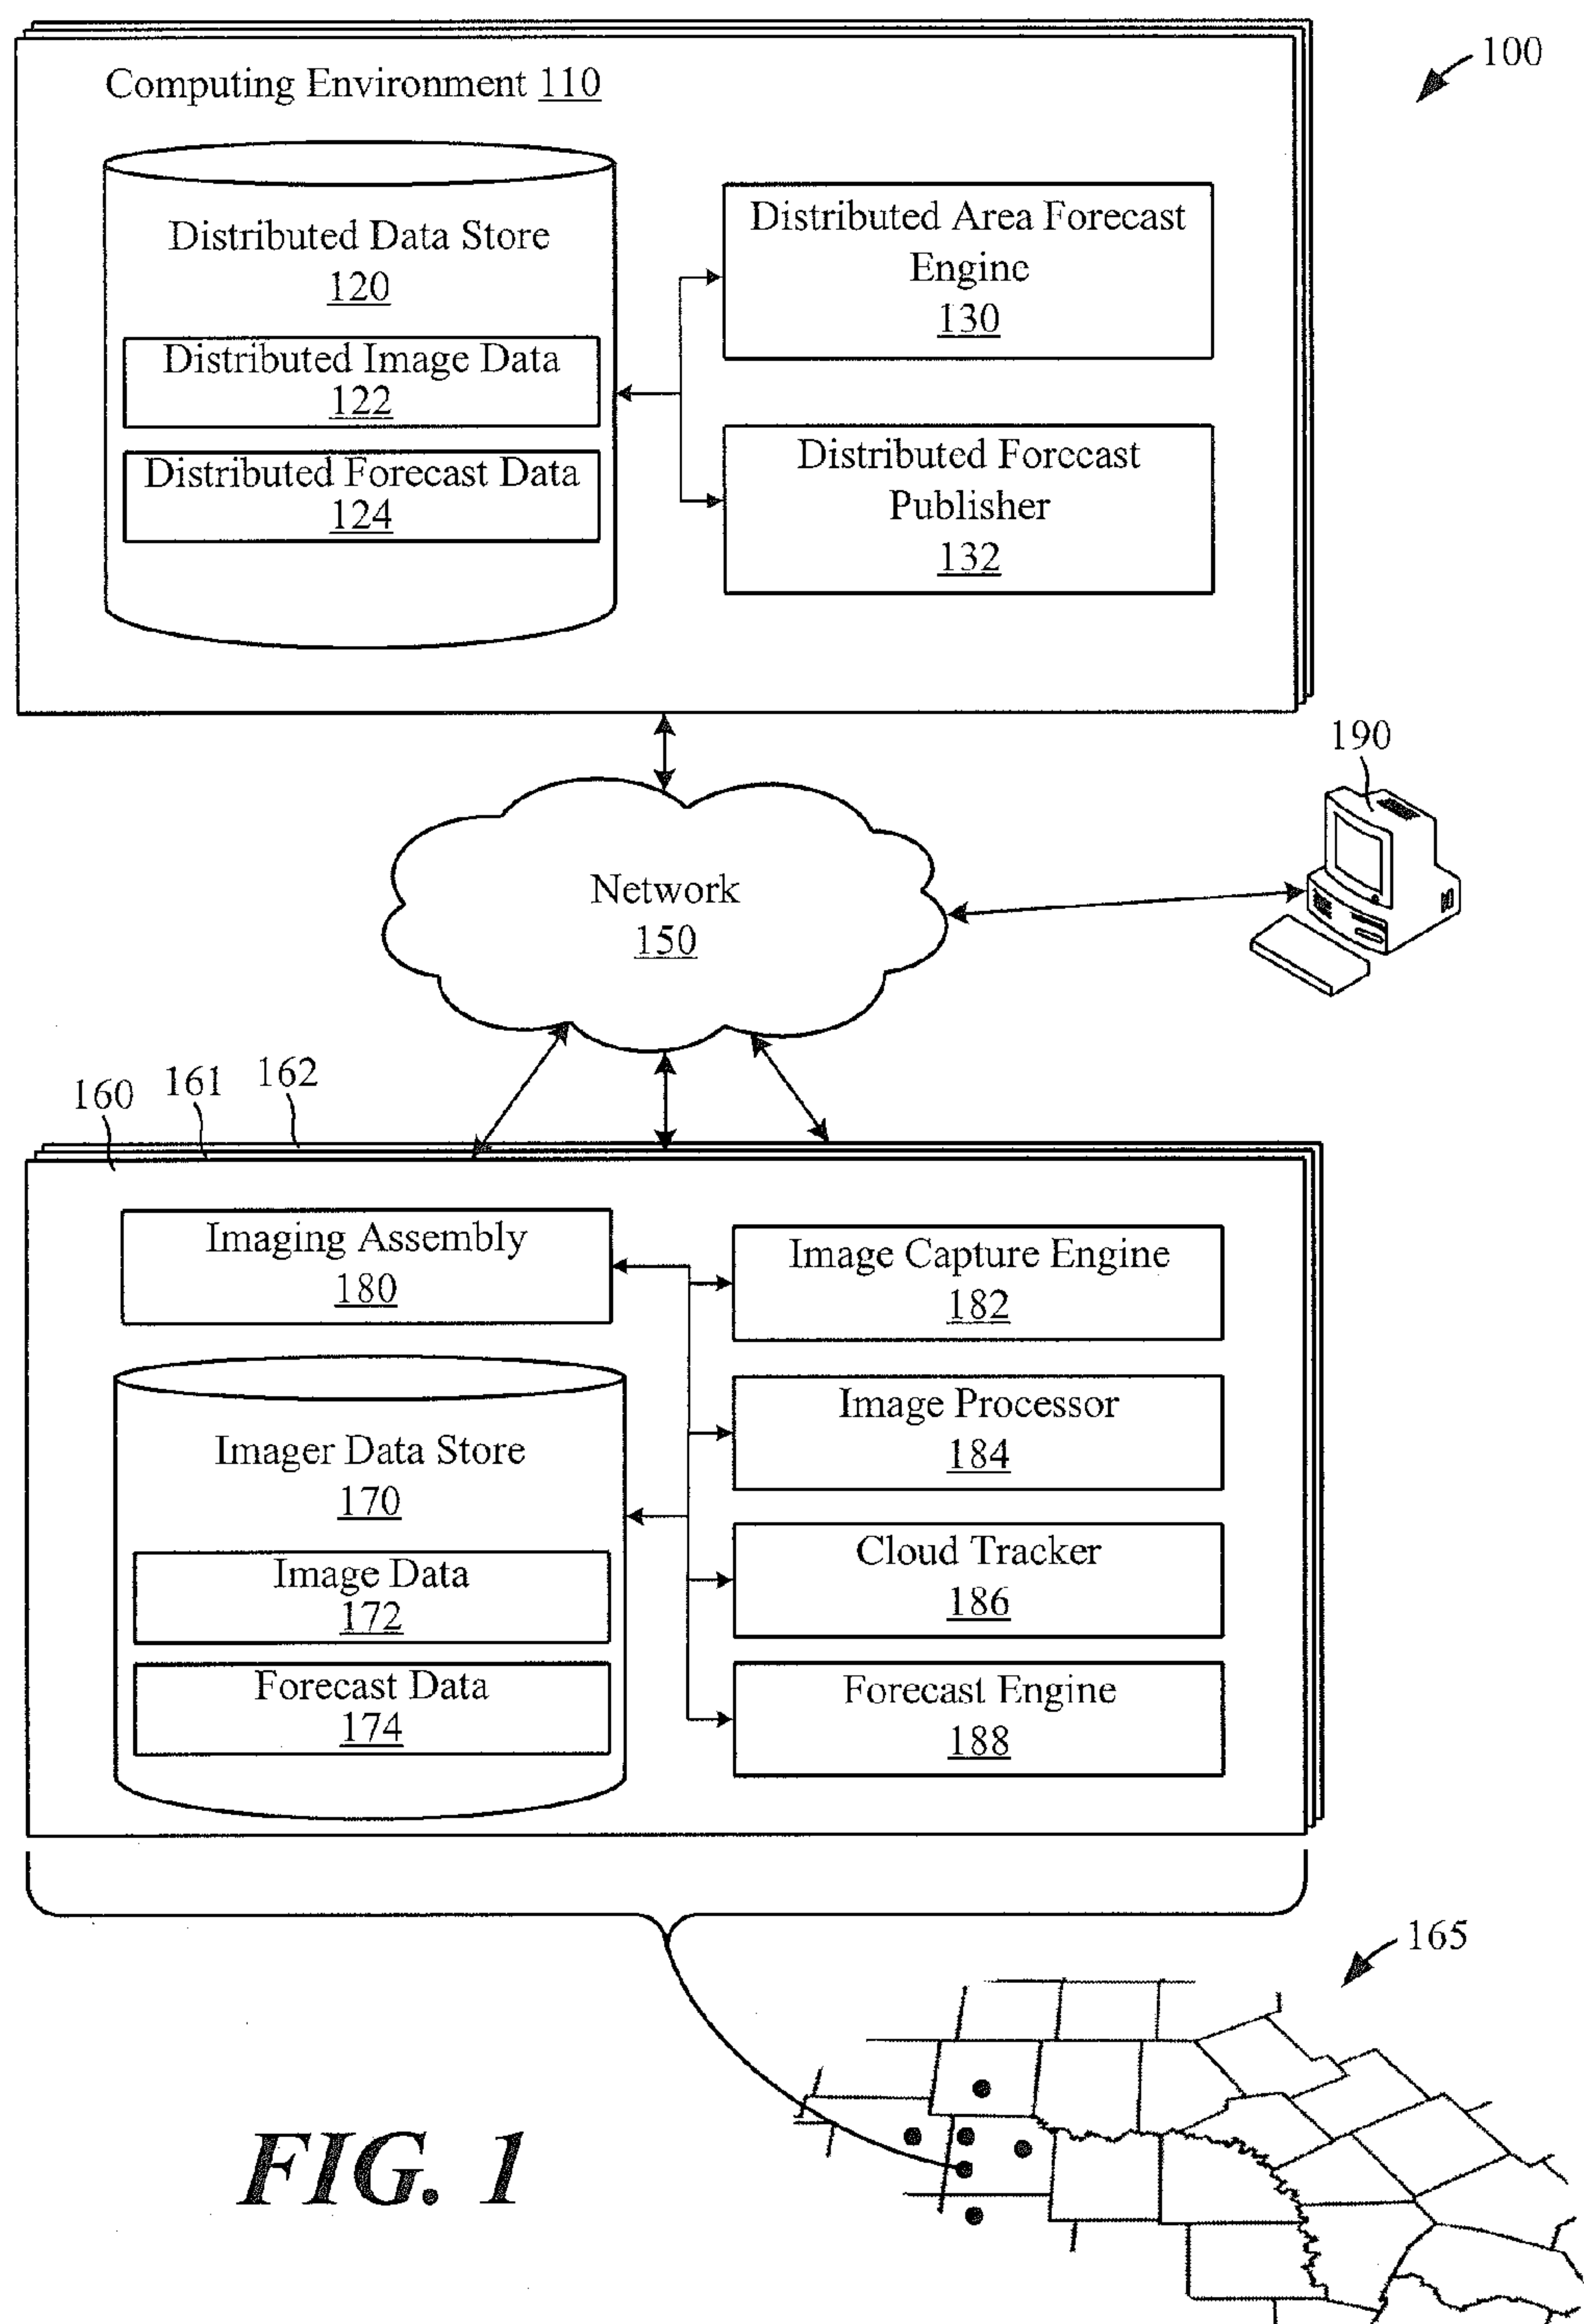 100
Computing Environment 110
Distributed Data Store
120
Distributed Image Data
122
Distributed Forecast Data
124
Distributed Area Forecast
Engine
130
Distributed Forecast
Publisher
132
190
Network
150
160
161
162
Imaging Assembly
180
Imager Data Store
170
Image Data
172
Forecast Data
174
Image Capture Engine
182
Image Processor
184
Cloud Tracker
186
Forecast Engine
188
165
FIG. 1